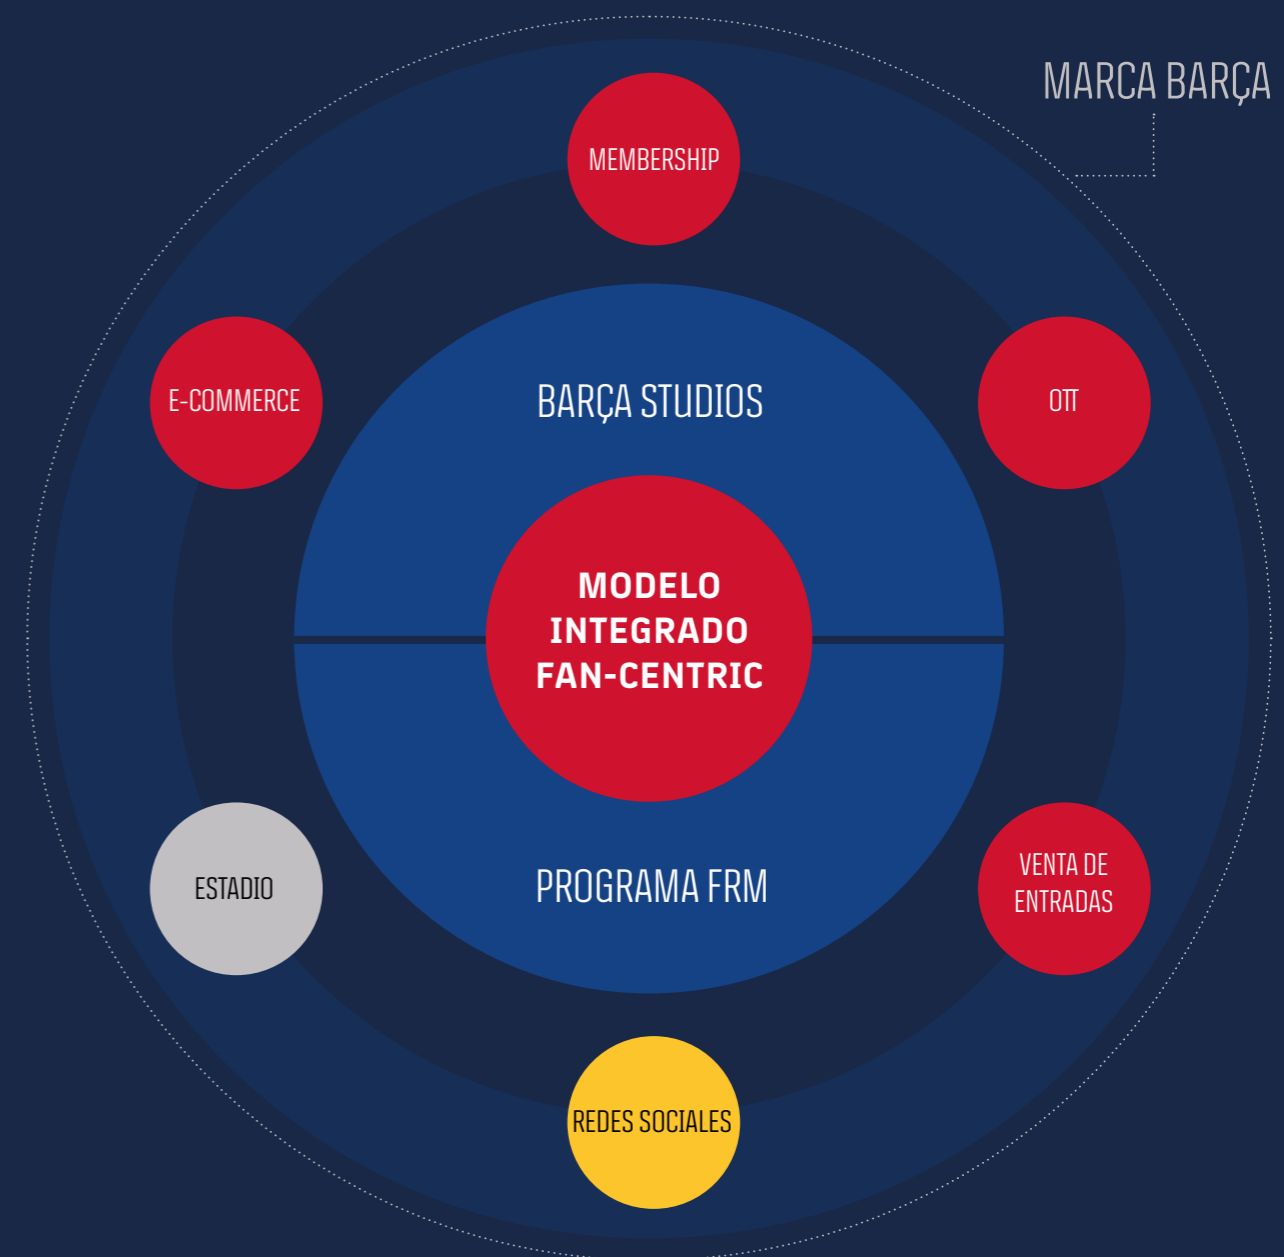 MARCA BARÇA
MEMBERSHIP
E-COMMERCE
BARÇA STUDIOS
OTT
MODELO
INTEGRADO
FAN-CENTRIC
ESTADIO
PROGRAMA FRM
VENTA DE
ENTRADAS
REDES SOCIALES